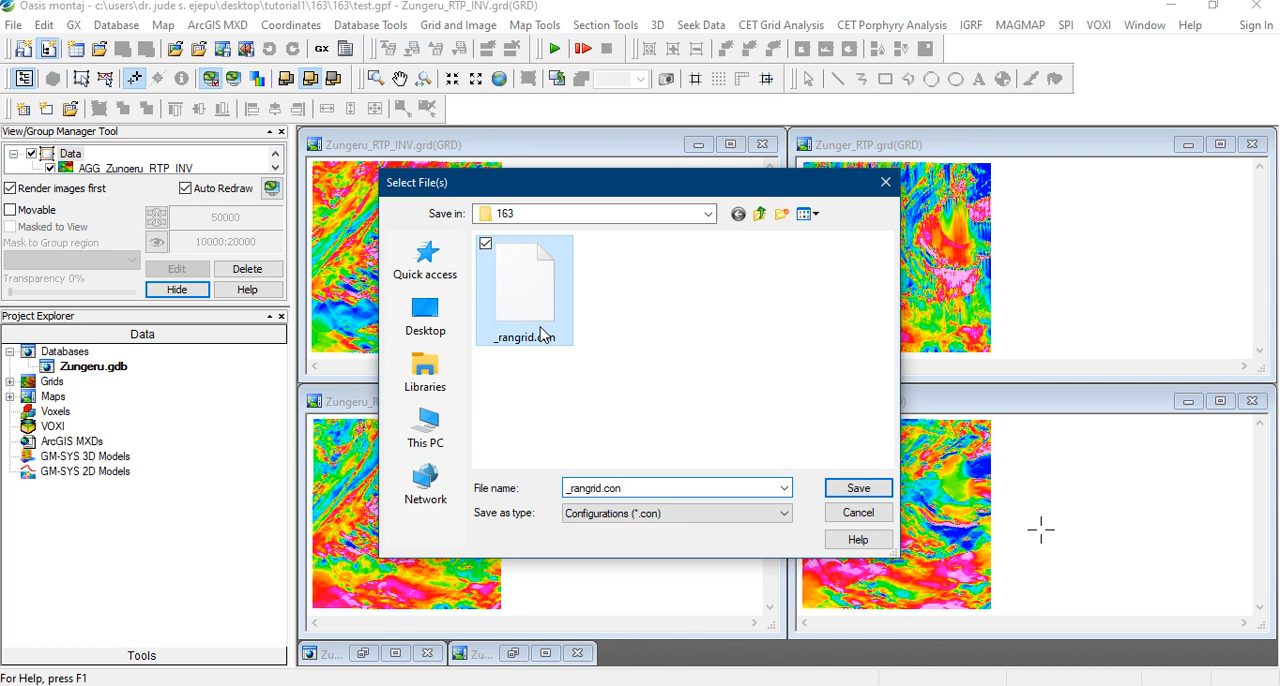 Oasis montaj - c:\users\dr. jude s. ejepu\desktop\tutorial1\163\163\test.gpf - Zungeru_RTP_INV.grd(GRD)
File Edit GX Database Map ArcGIS MXD Coordinates Database Tools Grid and Image Map Tools Section Tools 3D Seek Data CET Grid Analysis CET Porphyry Analysis IGRF MAGMAP SPI VOXI Window Help Sign In
GX
View/Group Manager Tool
Data
AGG_Zungeru_RTP_INV
Render images first
Auto Redraw
Movable
50000
Masked to View
Mask to Group region
10000:20000
Edit Delete
Transparency 0%
Hide Help
Project Explorer
Data
Databases
Zungeru.gdb
Grids
Maps
Voxels
VOXI
ArcGIS MXDs
GM-SYS 3D Models
GM-SYS 2D Models
Tools
Zungeru_RTP_INV.grd(GRD)
Zunger_RTP.grd(GRD)
Select File(s)
Save in: 163
Quick access
Desktop
Libraries
This PC
Network
File name: _rangrid.con
Save as type: Configurations (*.con)
Save
Cancel
Help
Zungeru_R
Zu...
Zu...
For Help, press F1